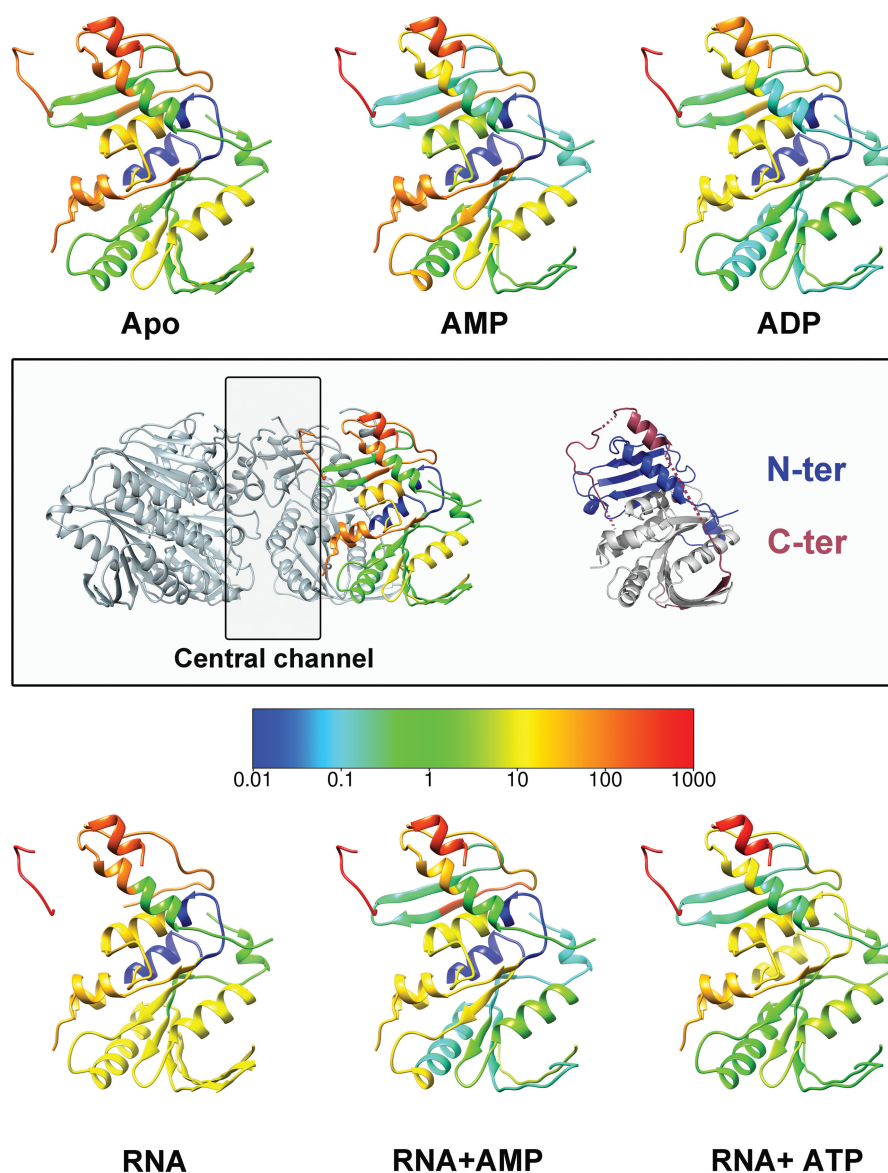 Apo
AMP
ADP
N-ter
C-ter
Central channel
0.01 0.1 1 10 100 1000
RNA
RNA+AMP
RNA+ ATP